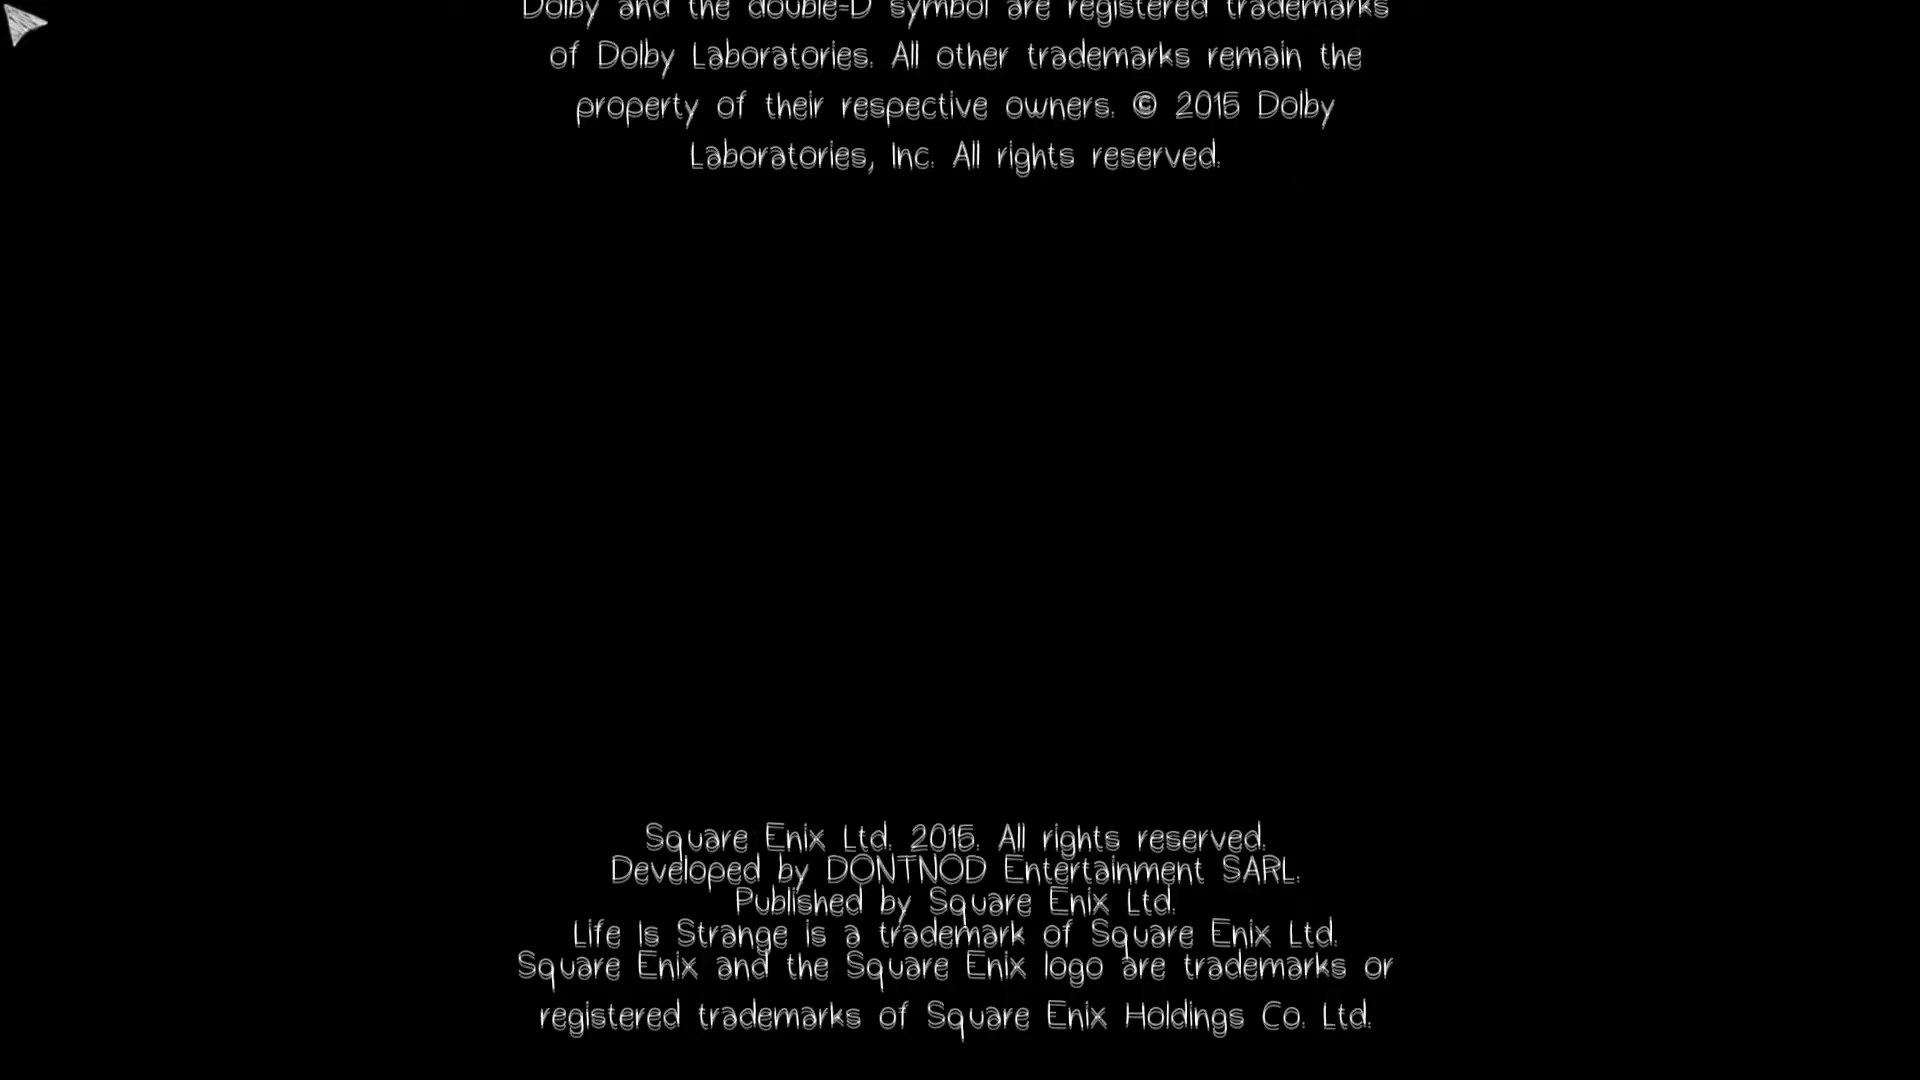 Dolby and the double-D symbol are registered trademarks
of Dolby Laboratories. All other trademarks remain the
property of their respective owners. © 2015 Dolby
Laboratories, Inc. All rights reserved.
Square Enix Ltd. 2015. All rights reserved.
Developed by DONTNOD Entertainment SARL.
Published by Square Enix Ltd.
Life Is Strange is a trademark of Square Enix Ltd.
Square Enix and the Square Enix logo are trademarks or
registered trademarks of Square Enix Holdings Co. Ltd.